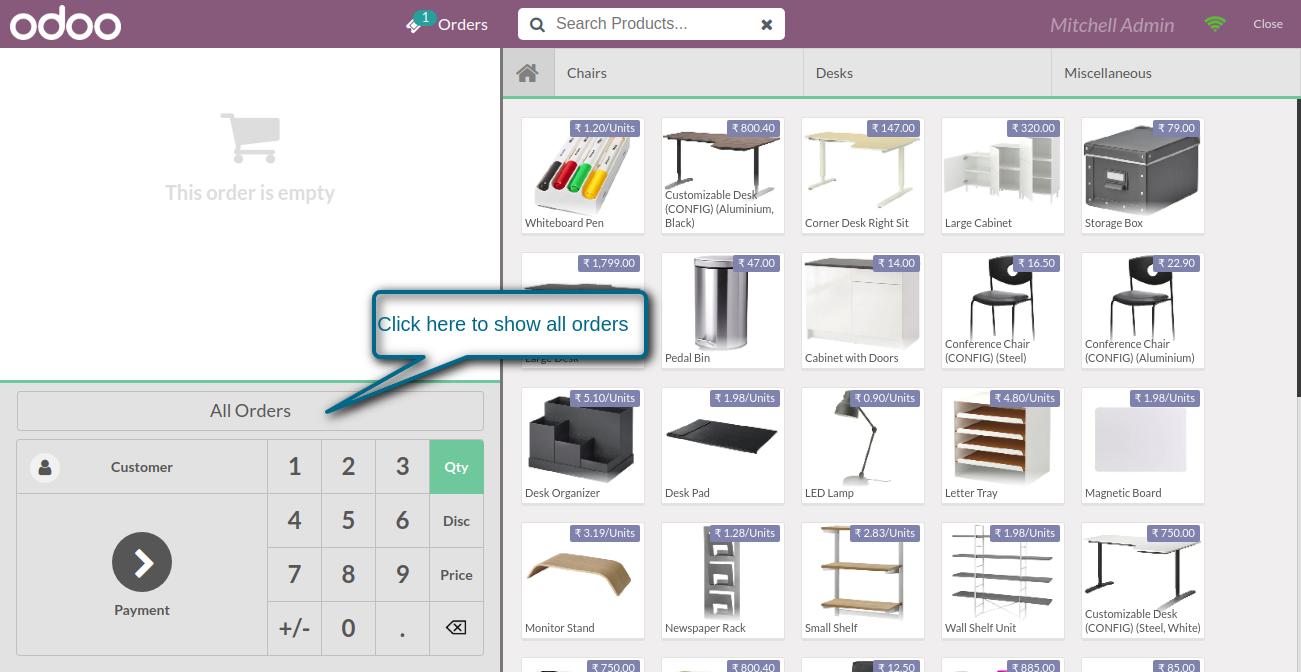 odoo
1
Orders
Search Products...
Mitchell Admin
Close
This order is empty
Chairs
Desks
Miscellaneous
₹ 1.20/Units
Whiteboard Pen
₹ 800.40
Customizable Desk
(CONFIG) (Aluminium,
Black)
₹ 147.00
Corner Desk Right Sit
₹ 320.00
Large Cabinet
₹ 79.00
Storage Box
₹ 1,799.00
Large Desk
₹ 47.00
Pedal Bin
₹ 14.00
Cabinet with Doors
₹ 16.50
Conference Chair
(CONFIG) (Steel)
₹ 22.90
Conference Chair
(CONFIG) (Aluminium)
Click here to show all orders
₹ 5.10/Units
Desk Organizer
₹ 1.98/Units
Desk Pad
₹ 0.90/Units
LED Lamp
₹ 4.80/Units
Letter Tray
₹ 1.98/Units
Magnetic Board
₹ 3.19/Units
Monitor Stand
₹ 1.28/Units
Newspaper Rack
₹ 2.83/Units
Small Shelf
₹ 1.98/Units
Wall Shelf Unit
₹ 750.00
Customizable Desk
(CONFIG) (Steel, White)
₹ 750.00
₹ 800.40
₹ 12.50
₹ 885.00
₹ 85.00
All Orders
Customer
1 2 3 Qty
4 5 6 Disc
7 8 9 Price
Payment
+/- 0 .